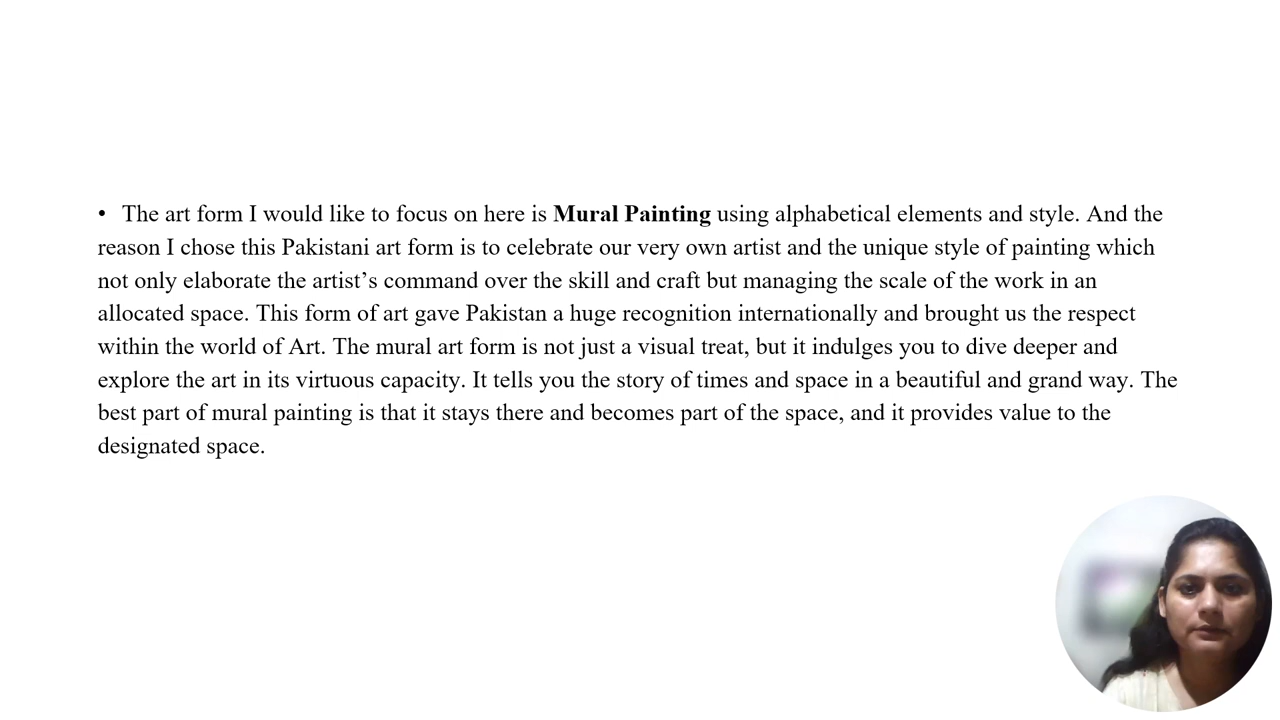 • The art form I would like to focus on here is Mural Painting using alphabetical elements and style. And the
reason I chose this Pakistani art form is to celebrate our very own artist and the unique style of painting which
not only elaborate the artist’s command over the skill and craft but managing the scale of the work in an
allocated space. This form of art gave Pakistan a huge recognition internationally and brought us the respect
within the world of Art. The mural art form is not just a visual treat, but it indulges you to dive deeper and
explore the art in its virtuous capacity. It tells you the story of times and space in a beautiful and grand way. The
best part of mural painting is that it stays there and becomes part of the space, and it provides value to the
designated space.